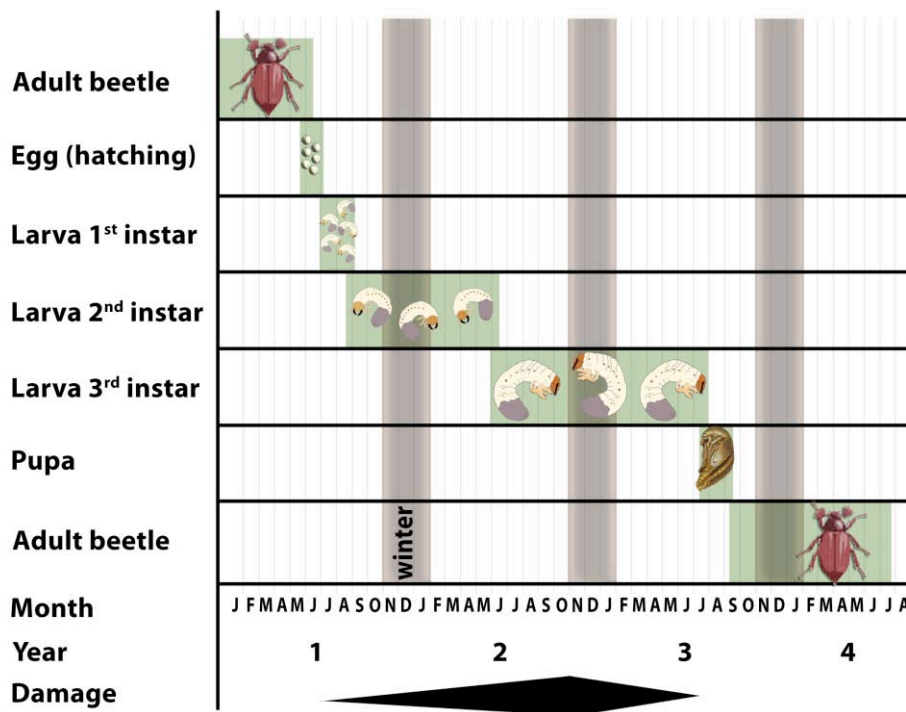 Adult beetle
Egg (hatching)
Larva 1st instar
Larva 2nd instar
Larva 3rd instar
Pupa
Adult beetle
winter
Month J F M A M J J A S O N D J F M A M J J A S O N D J F M A M J J A S O N D J F M A M J J A
Year 1 2 3 4
Damage